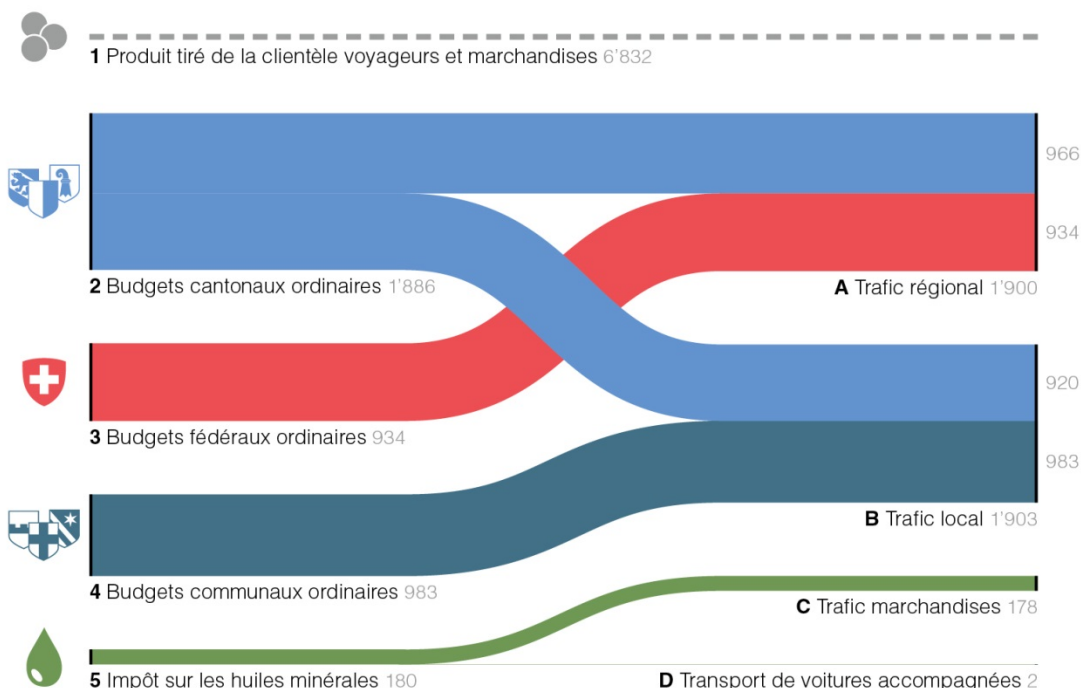 1 Produit tiré de la clientèle voyageurs et marchandises 6'832
966
934
2 Budgets cantonaux ordinaires 1'886
A Trafic régional 1'900
920
3 Budgets fédéraux ordinaires 934
983
B Trafic local 1'903
4 Budgets communaux ordinaires 983
C Trafic marchandises 178
5 Impôt sur les huiles minérales 180
D Transport de voitures accompagnées 2